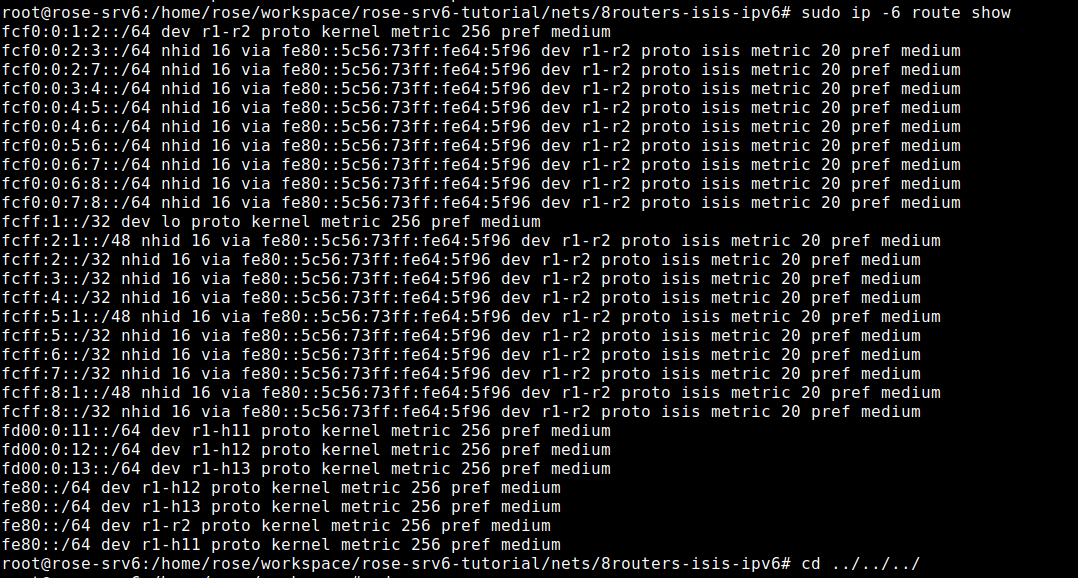 root@rose-srv6:/home/rose/workspace/rose-srv6-tutorial/nets/8routers-isis-ipv6# sudo ip -6 route show
fcf0:0:1:2::/64 dev r1-r2 proto kernel metric 256 pref medium
fcf0:0:2:3::/64 nhid 16 via fe80::5c56:73ff:fe64:5f96 dev r1-r2 proto isis metric 20 pref medium
fcf0:0:2:7::/64 nhid 16 via fe80::5c56:73ff:fe64:5f96 dev r1-r2 proto isis metric 20 pref medium
fcf0:0:3:4::/64 nhid 16 via fe80::5c56:73ff:fe64:5f96 dev r1-r2 proto isis metric 20 pref medium
fcf0:0:4:5::/64 nhid 16 via fe80::5c56:73ff:fe64:5f96 dev r1-r2 proto isis metric 20 pref medium
fcf0:0:4:6::/64 nhid 16 via fe80::5c56:73ff:fe64:5f96 dev r1-r2 proto isis metric 20 pref medium
fcf0:0:5:6::/64 nhid 16 via fe80::5c56:73ff:fe64:5f96 dev r1-r2 proto isis metric 20 pref medium
fcf0:0:6:7::/64 nhid 16 via fe80::5c56:73ff:fe64:5f96 dev r1-r2 proto isis metric 20 pref medium
fcf0:0:6:8::/64 nhid 16 via fe80::5c56:73ff:fe64:5f96 dev r1-r2 proto isis metric 20 pref medium
fcf0:0:7:8::/64 nhid 16 via fe80::5c56:73ff:fe64:5f96 dev r1-r2 proto isis metric 20 pref medium
fcff:1::/32 dev lo proto kernel metric 256 pref medium
fcff:2:1::/48 nhid 16 via fe80::5c56:73ff:fe64:5f96 dev r1-r2 proto isis metric 20 pref medium
fcff:2::/32 nhid 16 via fe80::5c56:73ff:fe64:5f96 dev r1-r2 proto isis metric 20 pref medium
fcff:3::/32 nhid 16 via fe80::5c56:73ff:fe64:5f96 dev r1-r2 proto isis metric 20 pref medium
fcff:4::/32 nhid 16 via fe80::5c56:73ff:fe64:5f96 dev r1-r2 proto isis metric 20 pref medium
fcff:5:1::/48 nhid 16 via fe80::5c56:73ff:fe64:5f96 dev r1-r2 proto isis metric 20 pref medium
fcff:5::/32 nhid 16 via fe80::5c56:73ff:fe64:5f96 dev r1-r2 proto isis metric 20 pref medium
fcff:6::/32 nhid 16 via fe80::5c56:73ff:fe64:5f96 dev r1-r2 proto isis metric 20 pref medium
fcff:7::/32 nhid 16 via fe80::5c56:73ff:fe64:5f96 dev r1-r2 proto isis metric 20 pref medium
fcff:8:1::/48 nhid 16 via fe80::5c56:73ff:fe64:5f96 dev r1-r2 proto isis metric 20 pref medium
fcff:8::/32 nhid 16 via fe80::5c56:73ff:fe64:5f96 dev r1-r2 proto isis metric 20 pref medium
fd00:0:11::/64 dev r1-h11 proto kernel metric 256 pref medium
fd00:0:12::/64 dev r1-h12 proto kernel metric 256 pref medium
fd00:0:13::/64 dev r1-h13 proto kernel metric 256 pref medium
fe80::/64 dev r1-h12 proto kernel metric 256 pref medium
fe80::/64 dev r1-h13 proto kernel metric 256 pref medium
fe80::/64 dev r1-r2 proto kernel metric 256 pref medium
fe80::/64 dev r1-h11 proto kernel metric 256 pref medium
root@rose-srv6:/home/rose/workspace/rose-srv6-tutorial/nets/8routers-isis-ipv6# cd ../../../